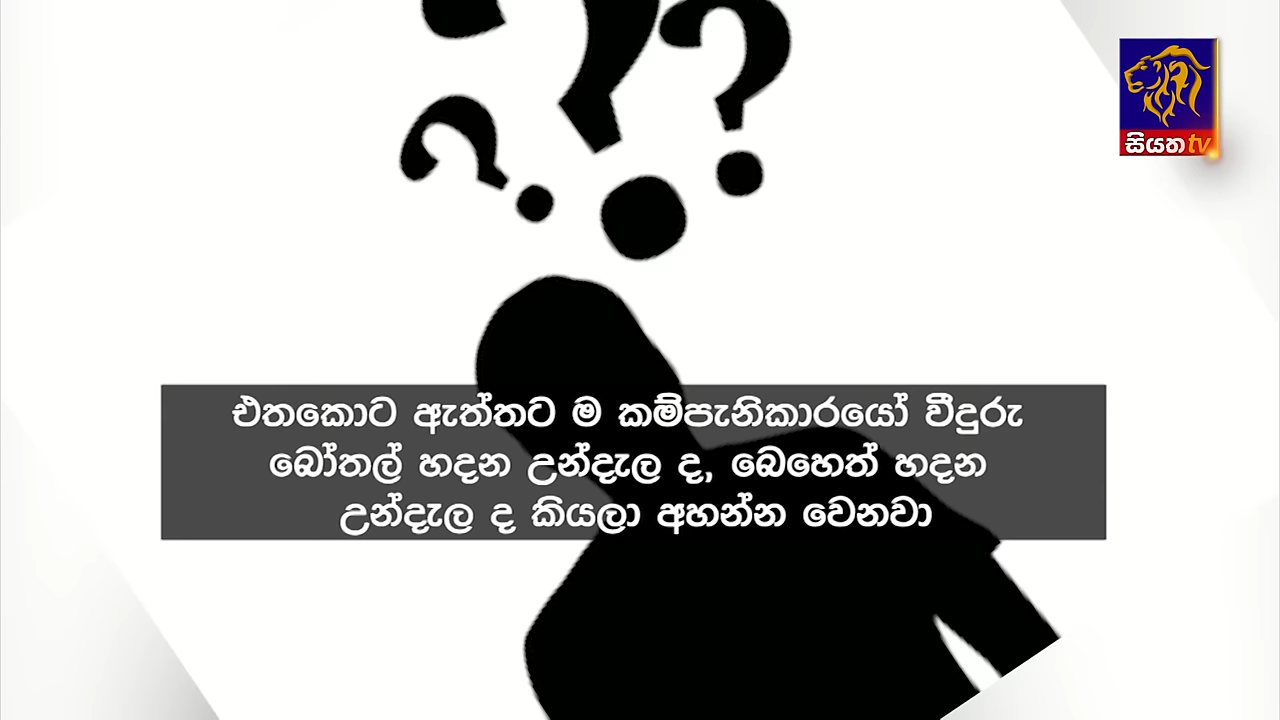 සියත tv
එතකොට ඇත්තට ම කම්පැනිකාරයෝ වීදුරු
බෝතල් හදන උන්දැල ද, බෙහෙත් හදන
උන්දැල ද කියලා අහන්න වෙනවා